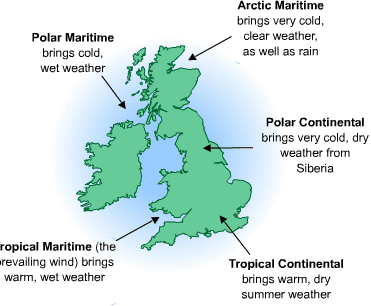 Arctic Maritime
brings very cold,
clear weather,
as well as rain
Polar Maritime
brings cold,
wet weather
Polar Continental
brings very cold, dry
weather from
Siberia
Tropical Maritime (the
prevailing wind) brings
warm, wet weather
Tropical Continental
brings warm, dry
summer weather